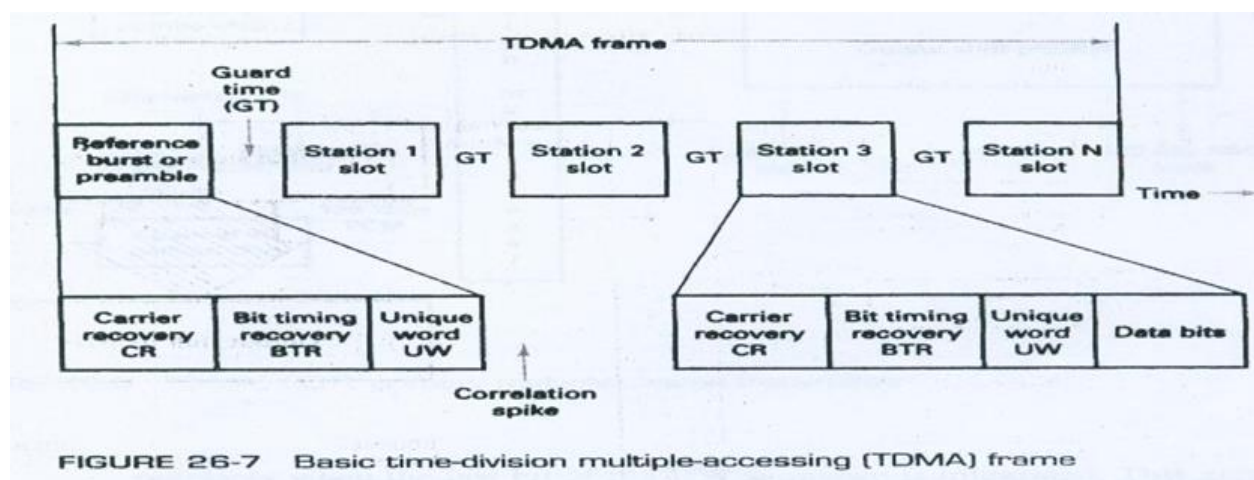 TDMA frame
Guard
time
(GT)
Reference
burst or
preamble
Station 1
slot
GT
Station 2
slot
GT
Station 3
slot
GT
Station N
slot
Time
Carrier
recovery
CR
Bit timing
recovery
BTR
Unique
word
UW
Correlation
spike
Carrier
recovery
CR
Bit timing
recovery
BTR
Unique
word
UW
Data bits
FIGURE 26-7 Basic time-division multiple-accessing (TDMA) frame